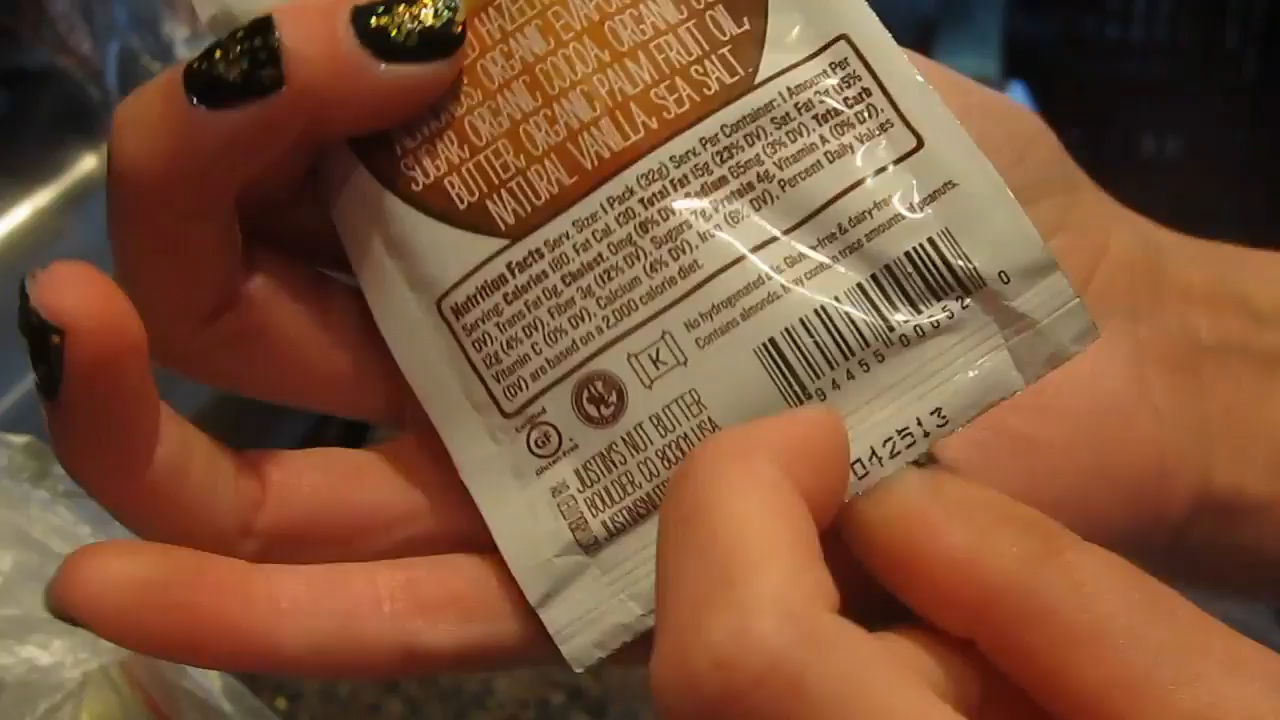 HAZEL
ORGANIC EVAPOR
SUGAR, ORGANIC COCOA, ORGANIC
BUTTER, ORGANIC PALM FRUIT OIL,
NATURAL VANILLA, SEA SALT
Nutrition Facts Serv. Size: 1 Pack (32g) Serv. Per Container: 1 Amount Per
Serving: Calories 180, Fat Cal. 130, Total Fat 15g (23% DV), Sat. Fat 3g (15%
DV), Trans Fat 0g, Cholest. 0mg (0% DV), Sodium 65mg (3% DV), Total Carb
12g (4% DV), Fiber 3g (12% DV), Sugars 7g, Protein 4g, Vitamin A (0% DV),
Vitamin C (0% DV), Calcium (4% DV), Iron (6% DV), Percent Daily Values
(DV) are based on a 2,000 calorie diet.
No hydrogenated Gluten-free & dairy-free
Contains almonds. May contain trace amounts peanuts.
K
Certified
GF
Gluten-Free
JUSTIN'S NUT BUTTER
BOULDER, CO 80301 USA
94455 00052 0
042513